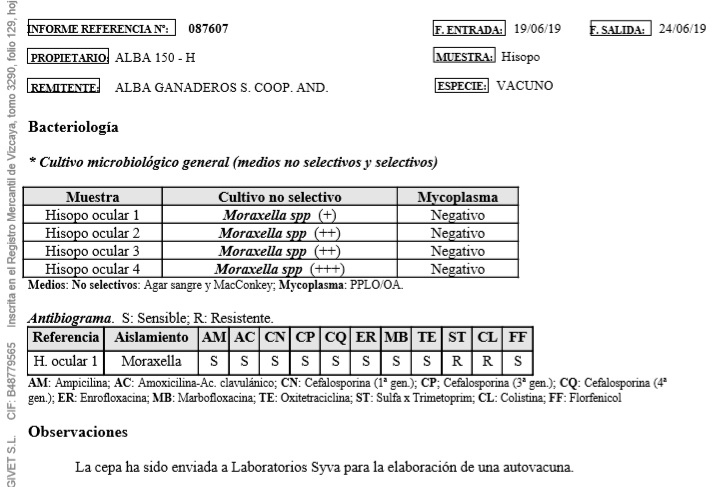 INFORME REFERENCIA Nº: 087607 F. ENTRADA: 19/06/19 F. SALIDA: 24/06/19
PROPIETARIO: ALBA 150 - H MUESTRA: Hisopo
REMITENTE: ALBA GANADEROS S. COOP. AND. ESPECIE: VACUNO
Bacteriología
* Cultivo microbiológico general (medios no selectivos y selectivos)
Muestra Cultivo no selectivo Mycoplasma
Hisopo ocular 1 Moraxella spp (+) Negativo
Hisopo ocular 2 Moraxella spp (++) Negativo
Hisopo ocular 3 Moraxella spp (++) Negativo
Hisopo ocular 4 Moraxella spp (+++) Negativo
Medios: No selectivos: Agar sangre y MacConkey; Mycoplasma: PPLO/OA.
Antibiograma. S: Sensible; R: Resistente.
Referencia Aislamiento AM AC CN CP CQ ER MB TE ST CL FF
H. ocular 1 Moraxella S S S S S S S S R R S
AM: Ampicilina; AC: Amoxicilina-Ac. clavulánico; CN: Cefalosporina (1ª gen.); CP; Cefalosporina (3ª gen.); CQ: Cefalosporina (4ª
gen.); ER: Enrofloxacina; MB: Marbofloxacina; TE: Oxitetraciclina; ST: Sulfa x Trimetoprim; CL: Colistina; FF: Florfenicol
Observaciones
La cepa ha sido enviada a Laboratorios Syva para la elaboración de una autovacuna.
GIVET S.L. CIF: B48779565 Inscrita en el Registro Mercantil de Vizcaya, tomo 3290, folio 129, hoj